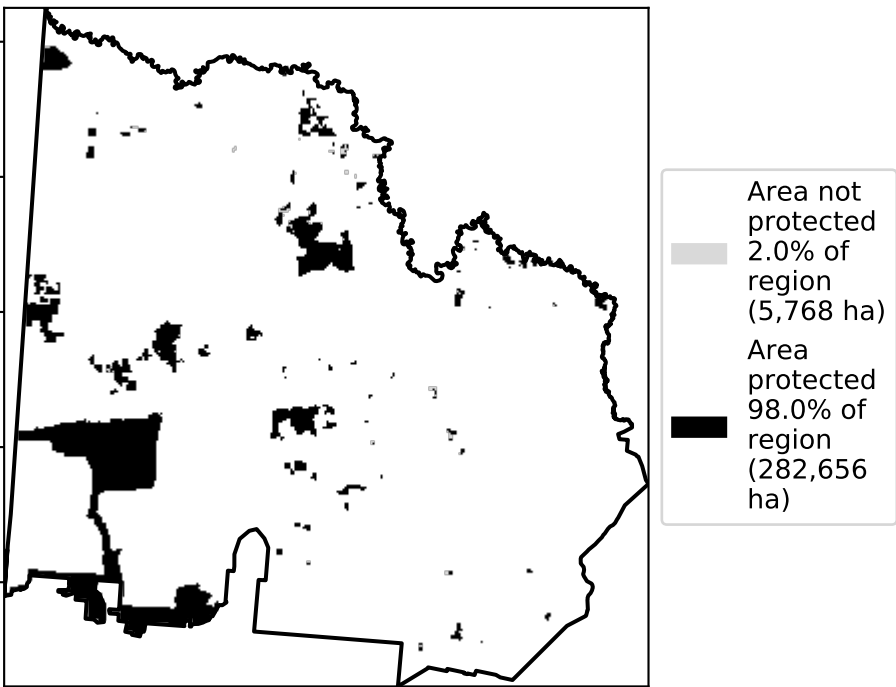 Area not
protected
2.0% of
region
(5,768 ha)
Area
protected
98.0% of
region
(282,656
ha)